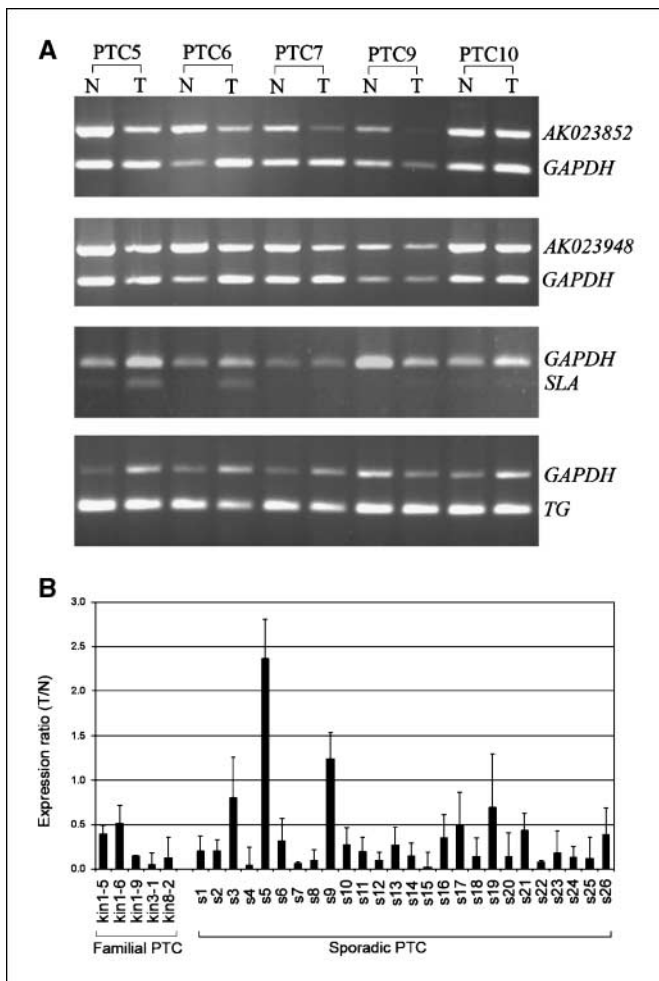 A
PTC5 PTC6 PTC7 PTC9 PTC10
N T N T N T N T N T
AK023852
GAPDH
AK023948
GAPDH
GAPDH
SLA
GAPDH
TG
B
Expression ratio (T/N)
3.0
2.5
2.0
1.5
1.0
0.5
0.0
kin1-5 kin1-6 kin1-9 kin3-1 kin8-2 s1 s2 s3 s4 s5 s6 s7 s8 s9 s10 s11 s12 s13 s14 s15 s16 s17 s18 s19 s20 s21 s22 s23 s24 s25 s26
Familial PTC Sporadic PTC